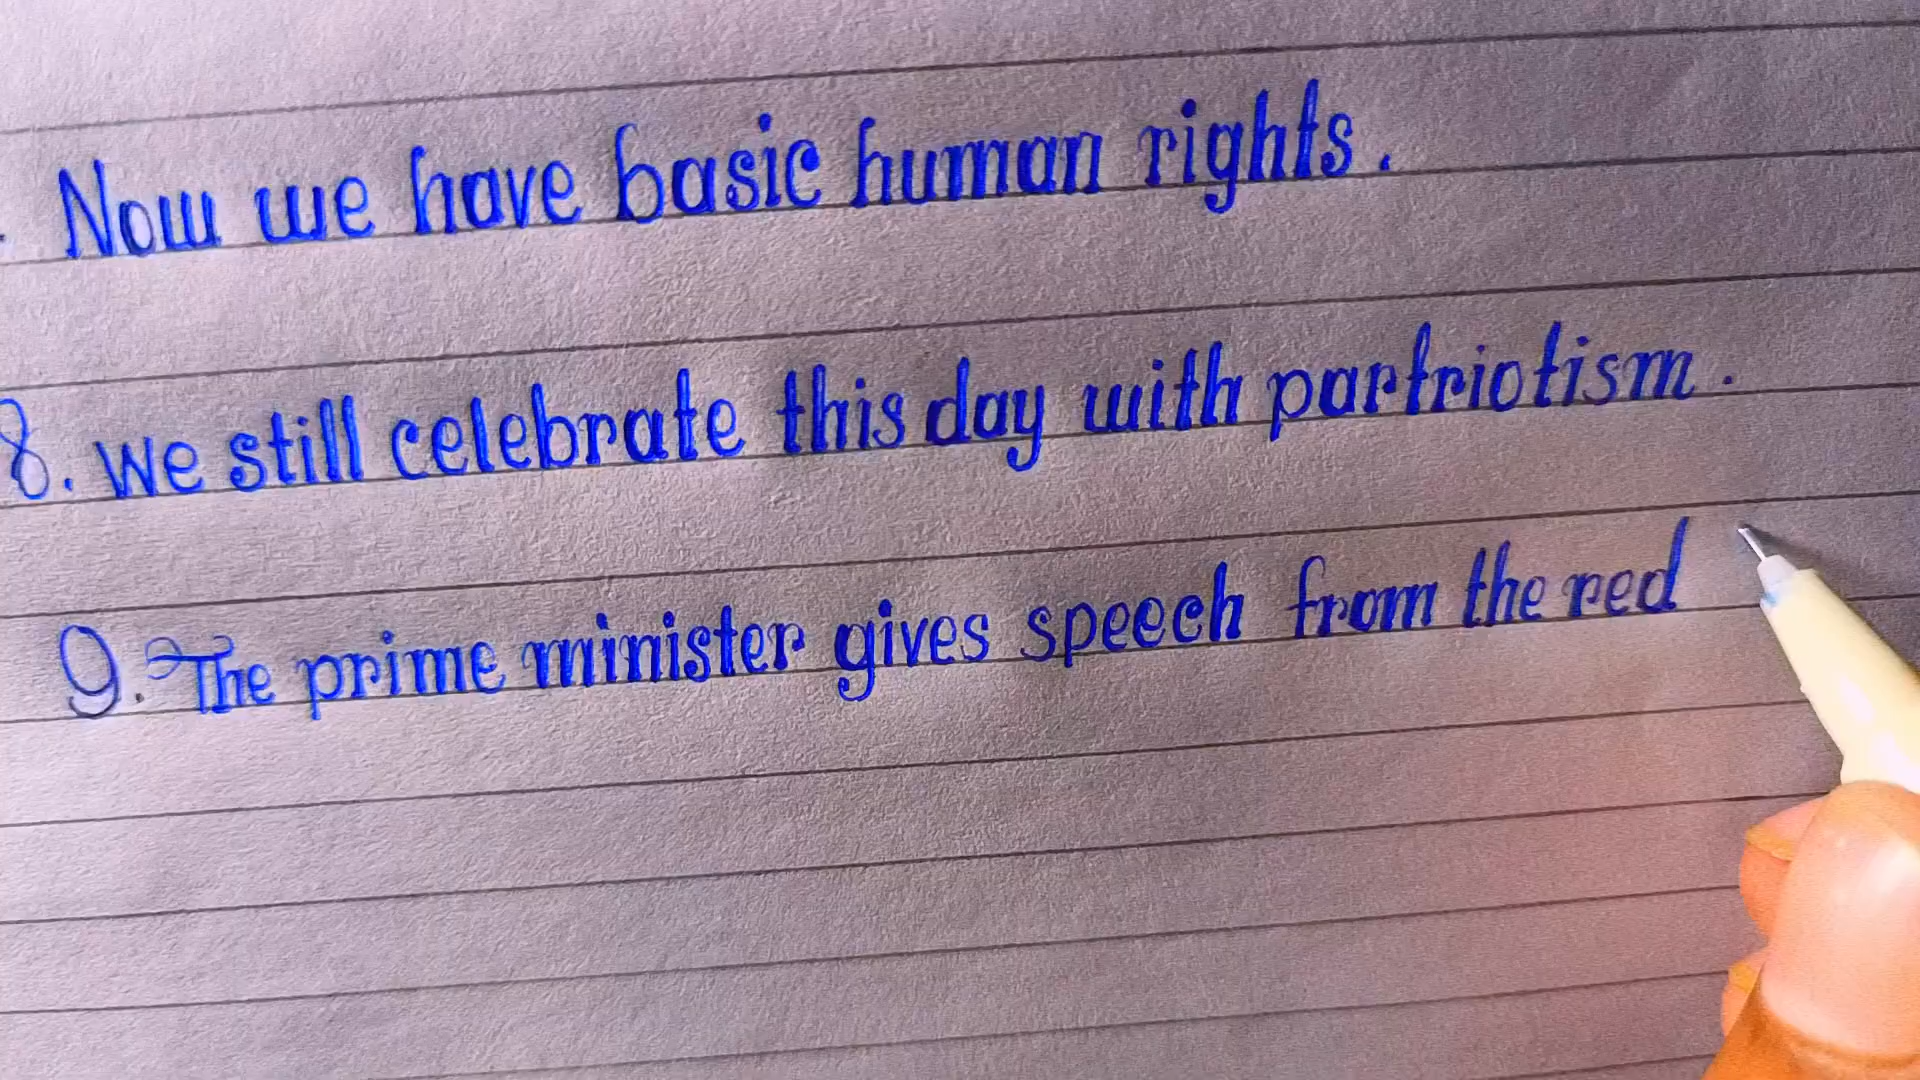 . Now we have basic human rights.
8. We still celebrate this day with partriotism.
9. The prime minister gives speech from the red